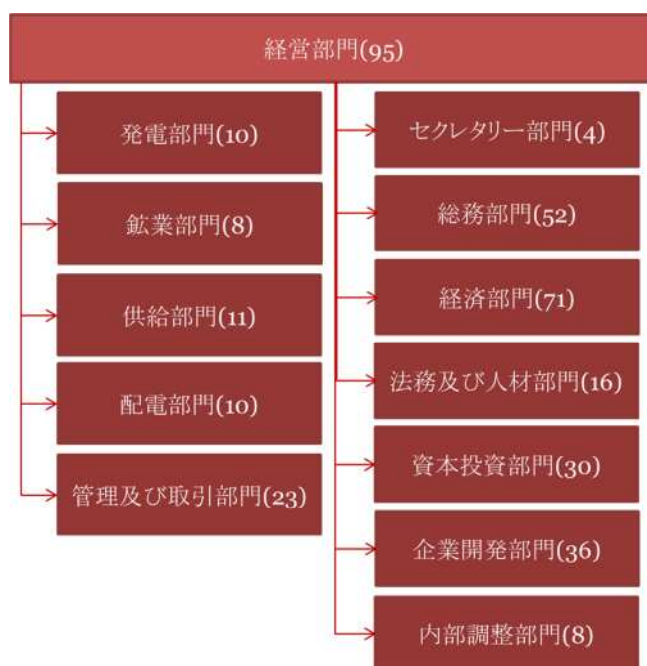 経営部門(95)
発電部門(10)
鉱業部門(8)
供給部門(11)
配電部門(10)
管理及び取引部門(23)
セクレタリー部門(4)
総務部門(52)
経済部門(71)
法務及び人材部門(16)
資本投資部門(30)
企業開発部門(36)
内部調整部門(8)